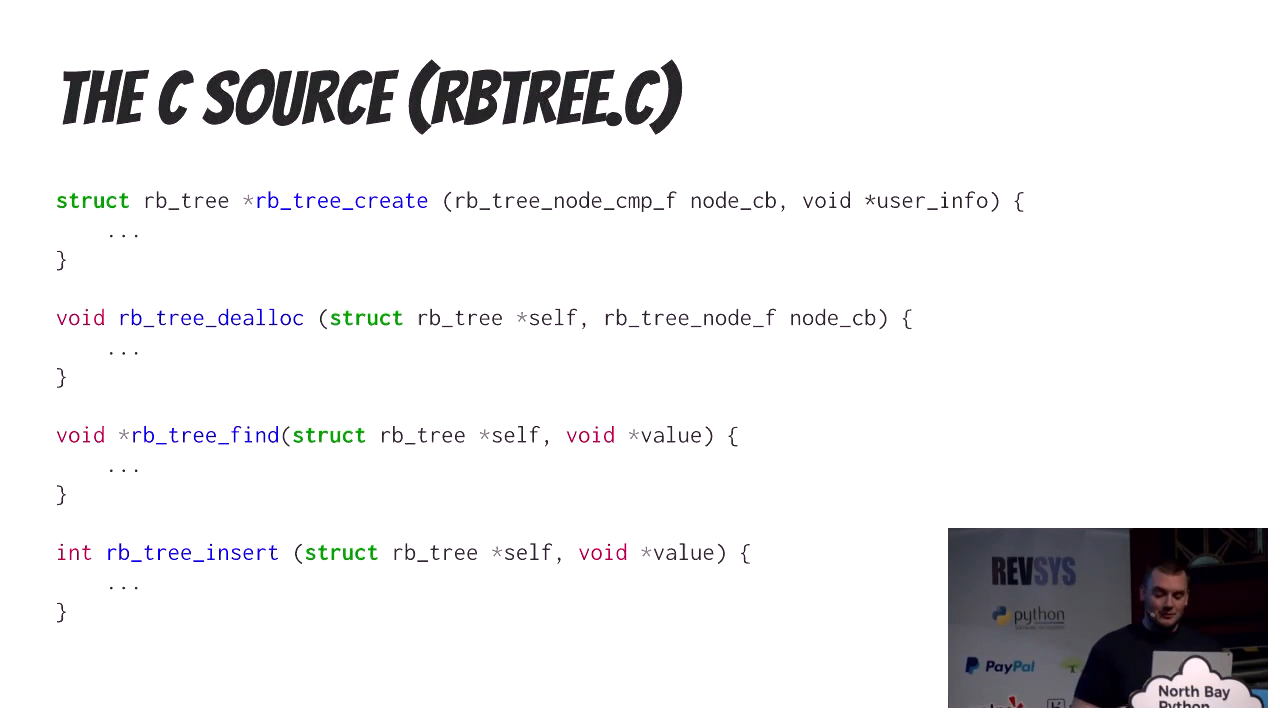 THE C SOURCE (RBTREE.C)
struct rb_tree *rb_tree_create (rb_tree_node_cmp_f node_cb, void *user_info) {
...
}
void rb_tree_dealloc (struct rb_tree *self, rb_tree_node_f node_cb) {
...
}
void *rb_tree_find(struct rb_tree *self, void *value) {
...
}
int rb_tree_insert (struct rb_tree *self, void *value) {
...
}
REVSYS
python
PayPal
North Bay
Python